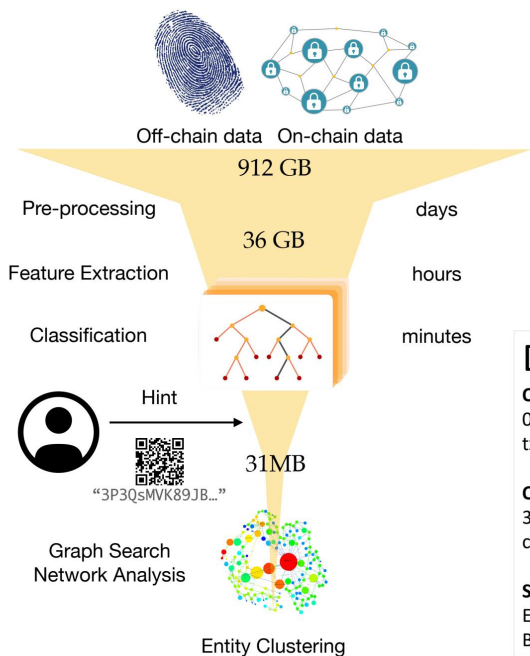 Off-chain data On-chain data
912 GB
Pre-processing days
36 GB
Feature Extraction hours
Classification minutes
Hint
31MB
"3P3QsMVK89JB…"
Graph Search
Network Analysis
Entity Clustering